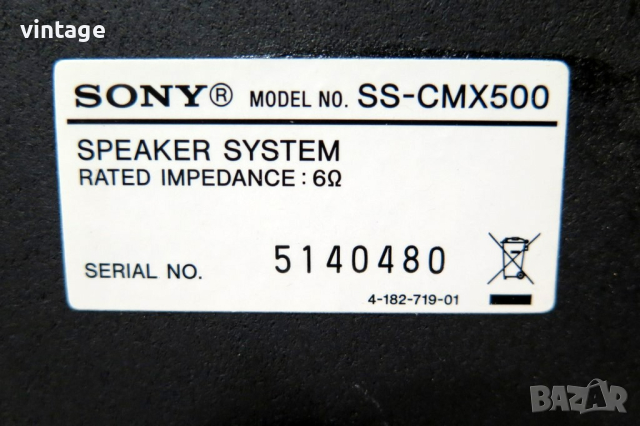 vintage
SONY® MODEL NO. SS-CMX500
SPEAKER SYSTEM
RATED IMPEDANCE : 6Ω
SERIAL NO. 5140480
4-182-719-01
BAZAR